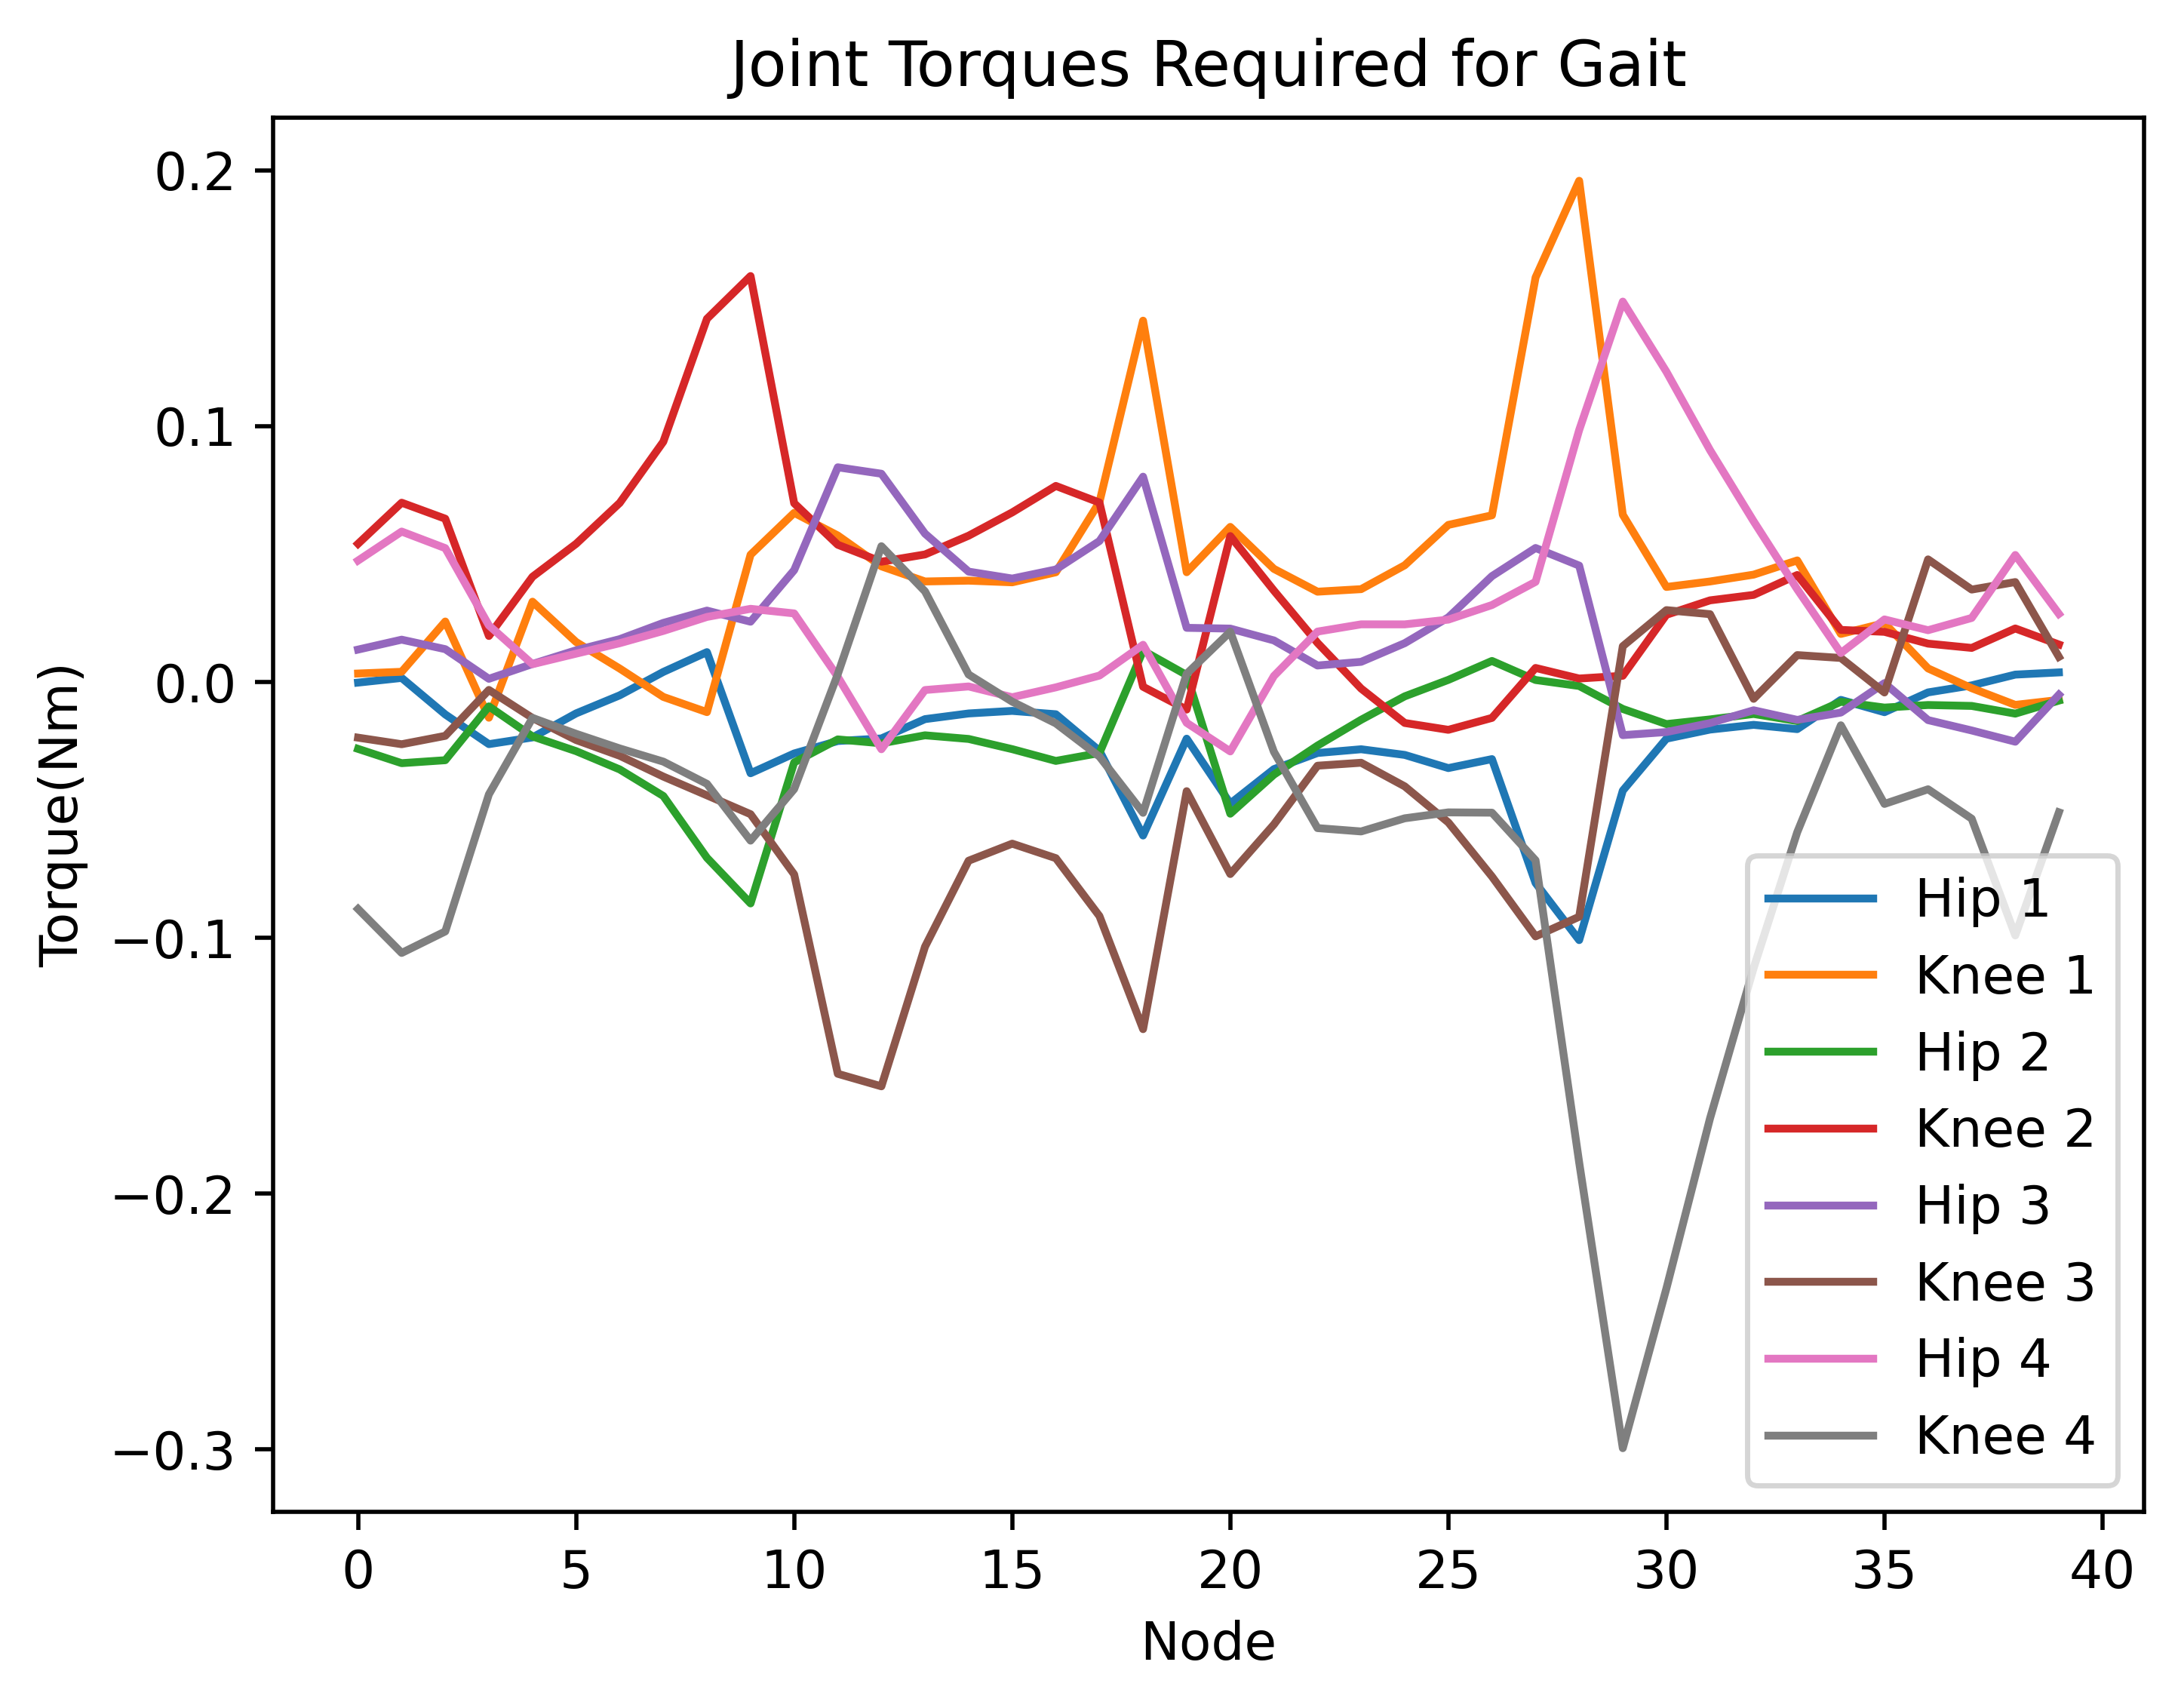 Joint Torques Required for Gait
Torque(Nm)
0.2
0.1
0.0
−0.1
−0.2
−0.3
Hip 1
Knee 1
Hip 2
Knee 2
Hip 3
Knee 3
Hip 4
Knee 4
0 5 10 15 20 25 30 35 40
Node